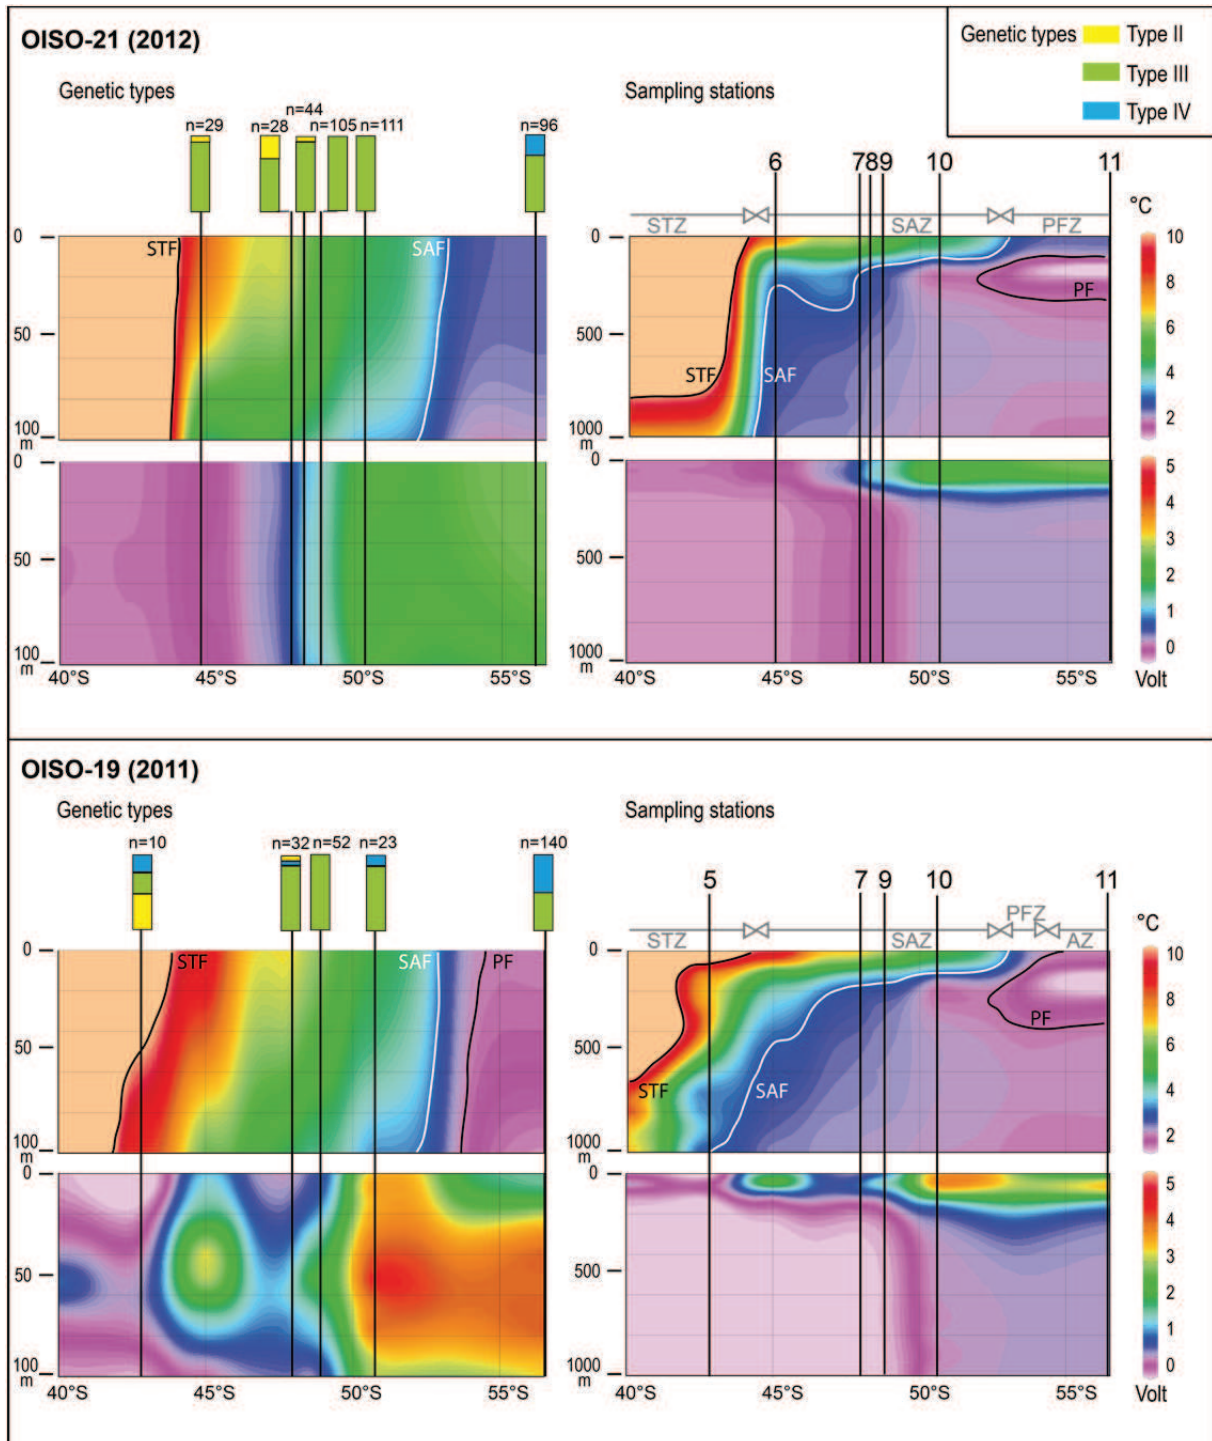 OISO-21 (2012)
Genetic types
Type II
Type III
Type IV
Genetic types
Sampling stations
n=44
n=29 n=28 n=105 n=111 n=96
6 7 8 9 10 11
STZ SAZ PFZ
°C
0 STF SAF
50
100
m
0
500
1000
m
STF SAF PF
10
8
6
4
2
0
50
100
m
0
500
1000
m
5
4
3
2
1
0
40°S 45°S 50°S 55°S
40°S 45°S 50°S 55°S
Volt
OISO-19 (2011)
Genetic types
Sampling stations
n=10 n=32 n=52 n=23 n=140
5 7 9 10 11
PFZ
STZ SAZ AZ
°C
0 STF SAF PF
50
100
m
0
500
1000
m
STF SAF PF
10
8
6
4
2
0
50
100
m
0
500
1000
m
5
4
3
2
1
0
40°S 45°S 50°S 55°S
40°S 45°S 50°S 55°S
Volt